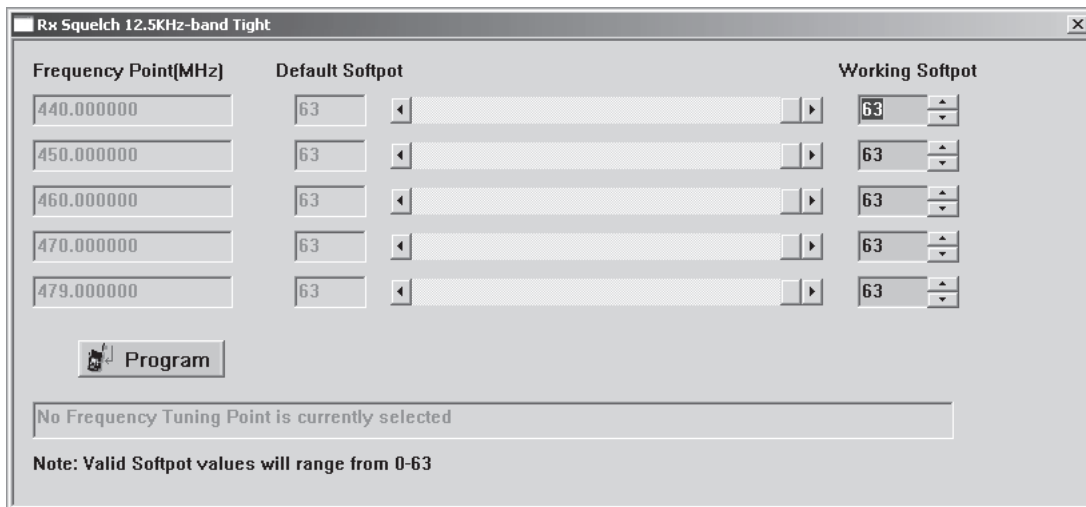 Rx Squelch 12.5KHz-band Tight
Frequency Point(MHz) Default Softpot Working Softpot
440.000000 63 63
450.000000 63 63
460.000000 63 63
470.000000 63 63
479.000000 63 63
Program
No Frequency Tuning Point is currently selected
Note: Valid Softpot values will range from 0-63